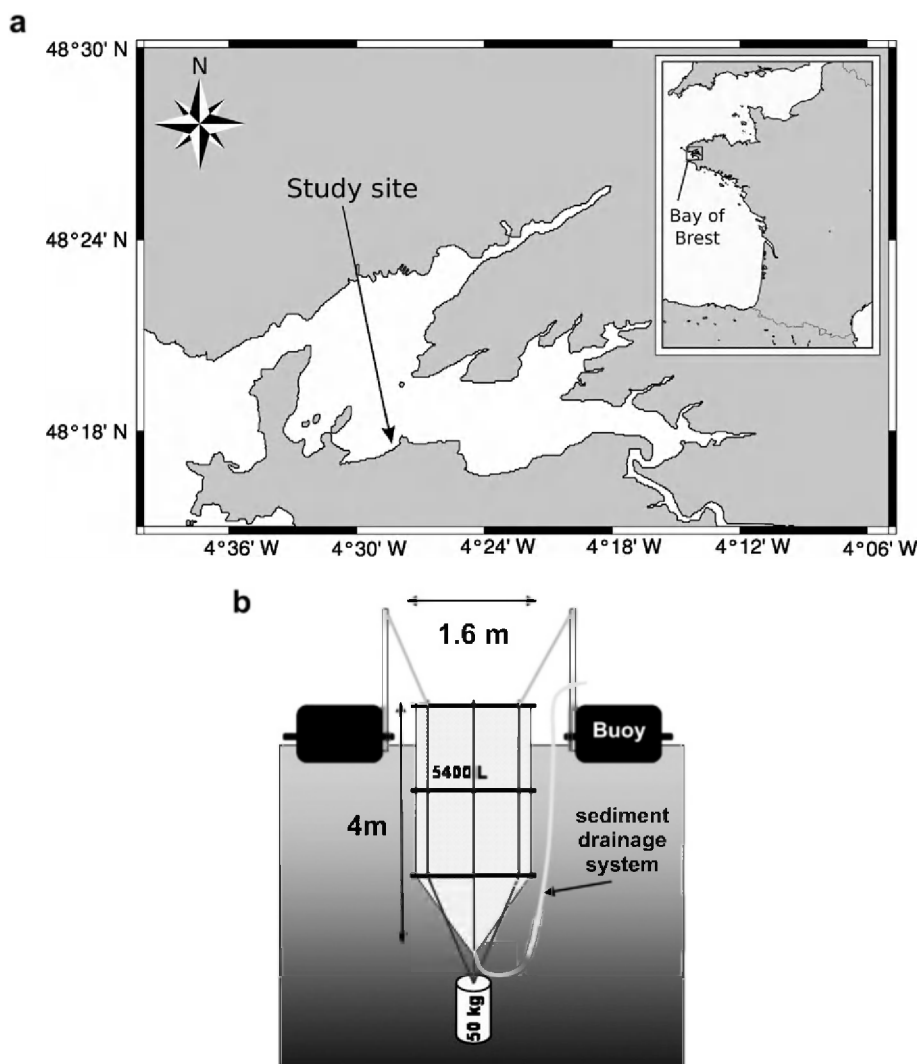 a
48°30' N
N
Study site
48°24' N
Bay of
Brest
48°18' N
4°36' W
4°30' W
4°24' W
4°18' W
4°12' W
4°06' W
b
1.6 m
Buoy
5400 L
4m
sediment
drainage
system
50 kg